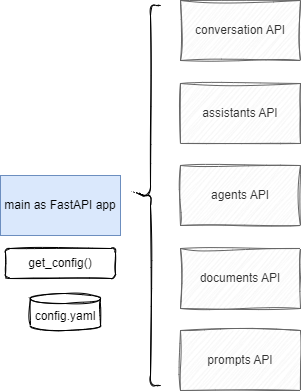 conversation API
assistants API
main as FastAPI app
agents API
get_config()
documents API
config.yaml
prompts API